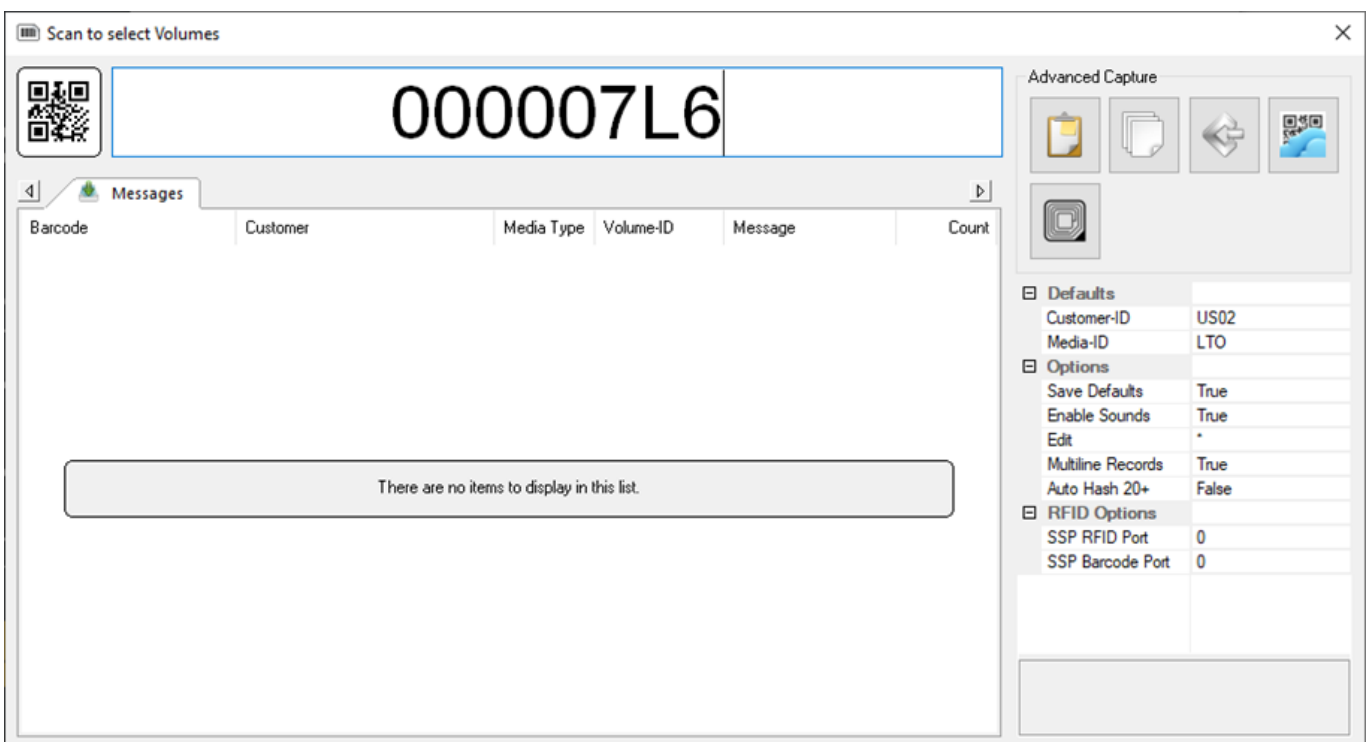 Scan to select Volumes
000007L6
Messages
Barcode Customer Media Type Volume-ID Message Count
There are no items to display in this list.
Advanced Capture
Defaults
Customer-ID US02
Media-ID LTO
Options
Save Defaults True
Enable Sounds True
Edit *
Multiline Records True
Auto Hash 20+ False
RFID Options
SSP RFID Port 0
SSP Barcode Port 0